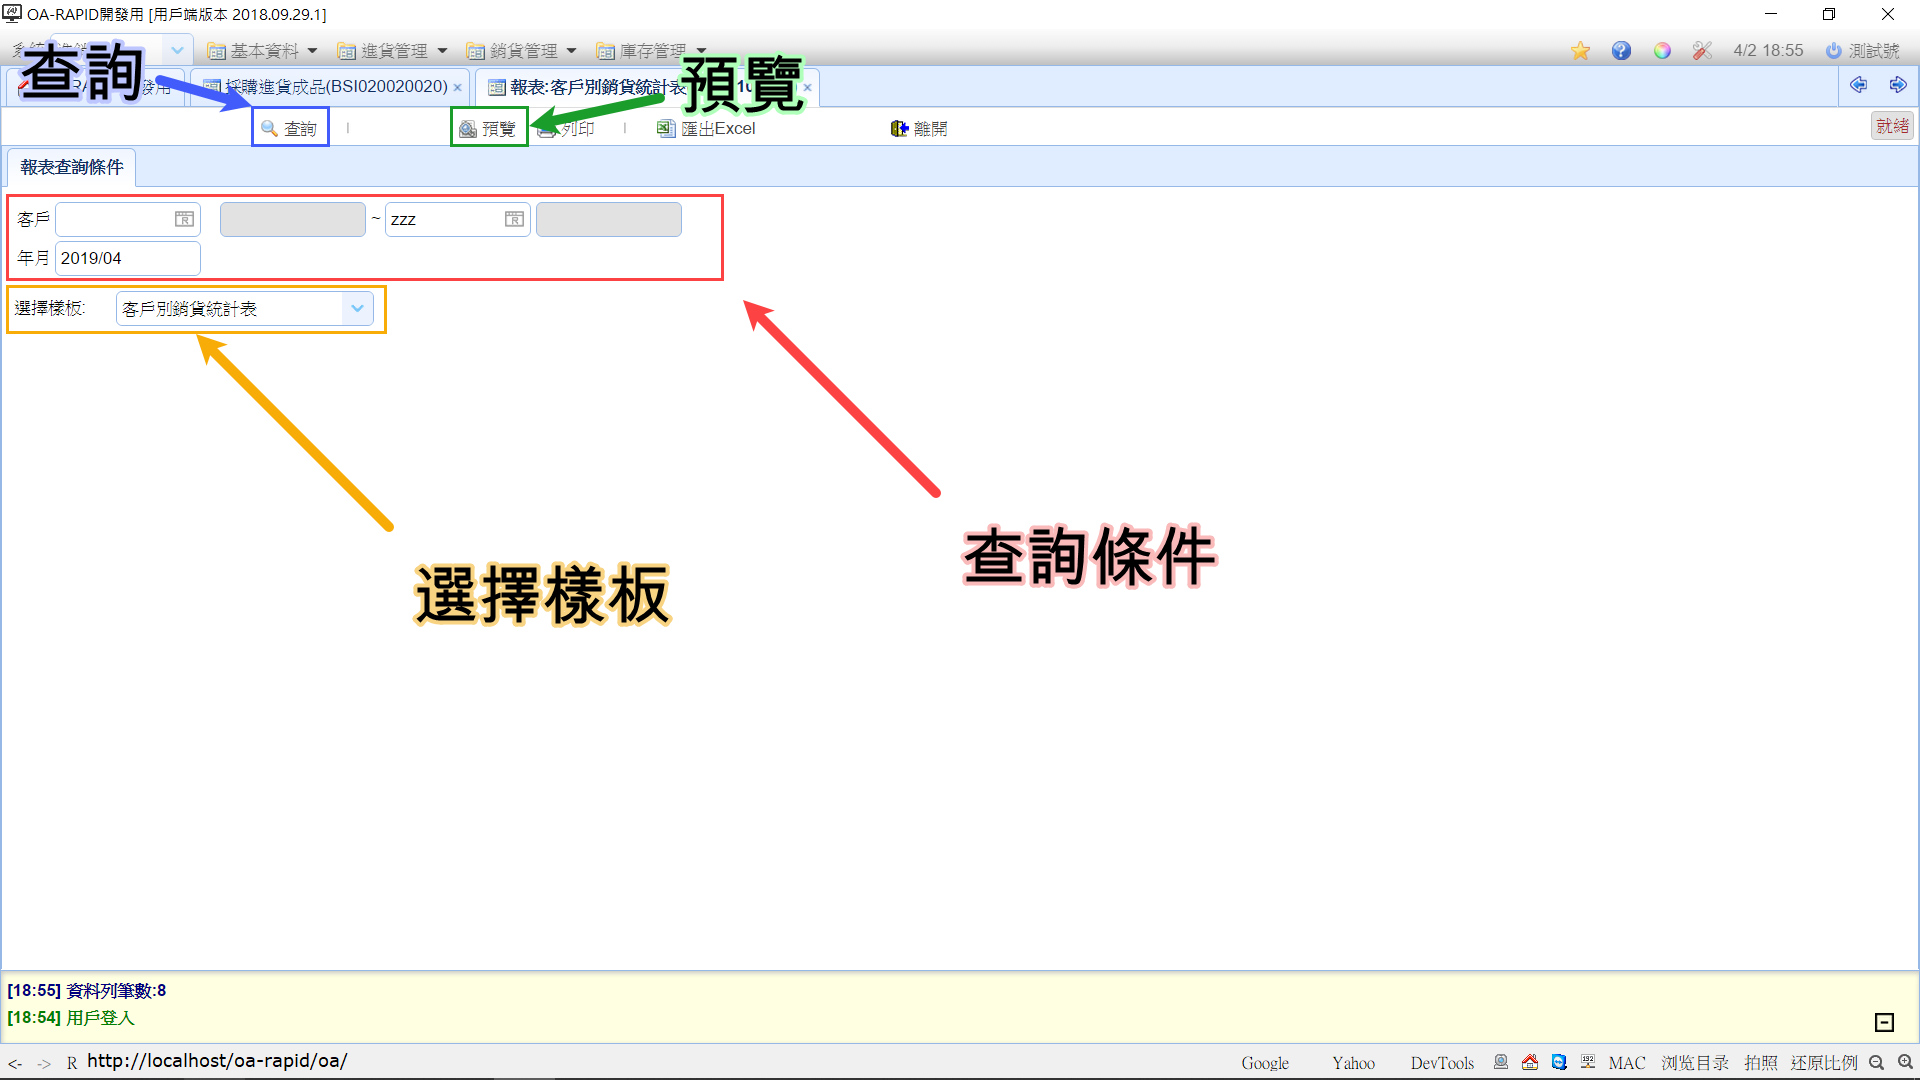 OA-RAPID開發用 [用戶端版本 2018.09.29.1]
基本資料 進貨管理 銷貨管理 庫存管理 4/2 18:55 測試號
查詢
預覽
採購進貨成品(BSI020020020) × 報表:客戶別銷貨統計表 ×
查詢 | 預覽 列印 | 匯出Excel 離開 就緒
報表查詢條件
客戶 ~ zzz
年月 2019/04
選擇樣板: 客戶別銷貨統計表
查詢條件
選擇樣板
[18:55] 資料列筆數:8
[18:54] 用戶登入
<- -> R http://localhost/oa-rapid/oa/ Google Yahoo DevTools MAC 浏览目录 拍照 还原比例